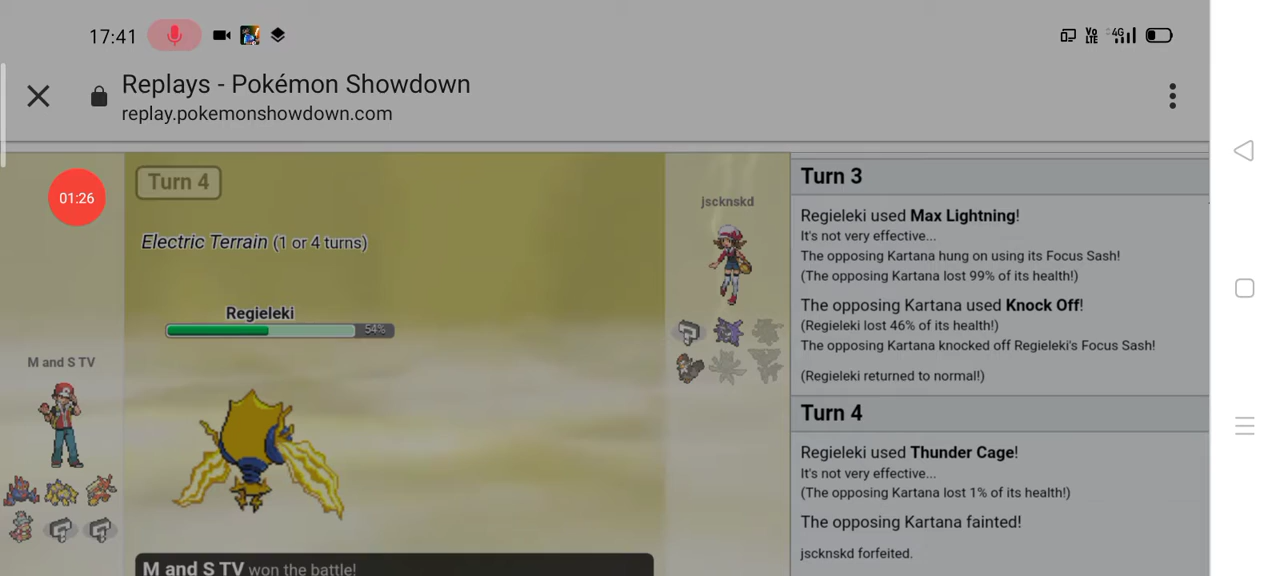 17:41
Vo LTE 4G
Replays - Pokémon Showdown
replay.pokemonshowdown.com
01:26
Turn 4
Electric Terrain (1 or 4 turns)
Regieleki
54%
M and S TV
jscknskd
M and S TV won the battle!
Turn 3
Regieleki used Max Lightning!
It's not very effective...
The opposing Kartana hung on using its Focus Sash!
(The opposing Kartana lost 99% of its health!)
The opposing Kartana used Knock Off!
(Regieleki lost 46% of its health!)
The opposing Kartana knocked off Regieleki's Focus Sash!
(Regieleki returned to normal!)
Turn 4
Regieleki used Thunder Cage!
It's not very effective...
(The opposing Kartana lost 1% of its health!)
The opposing Kartana fainted!
jscknskd forfeited.